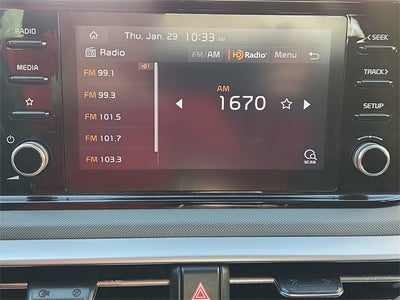 RADIO
MEDIA
Thu, Jan. 29 10:33 AM
Radio
FM/AM
HD Radio
Menu
FM 99.1
FM 99.3
FM 101.5
FM 101.7
FM 103.3
AM
1670
SCAN
SEEK
TRACK
SETUP